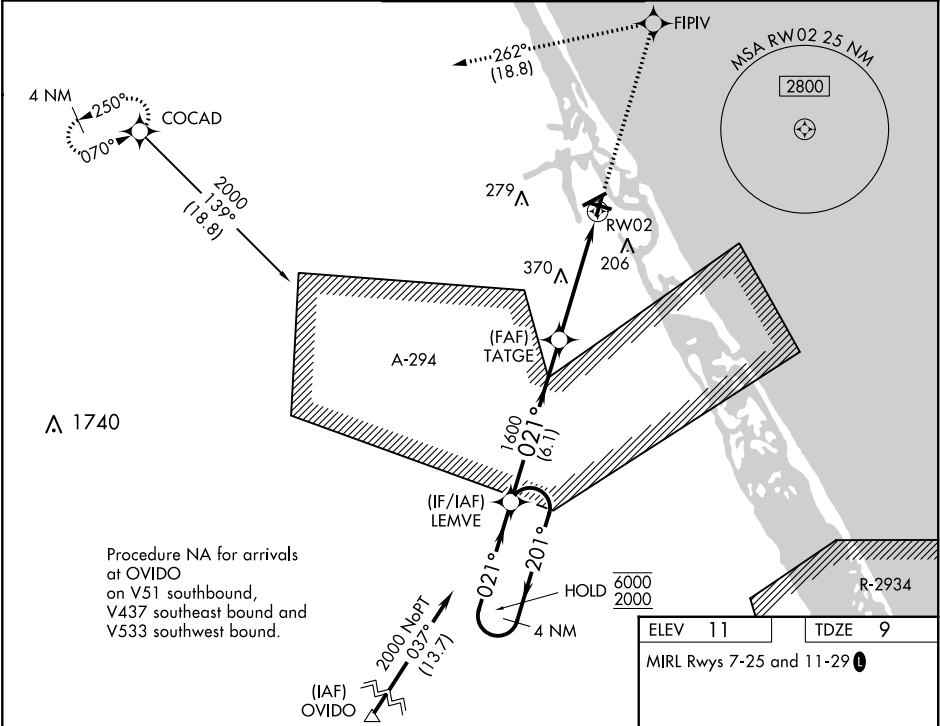 FIPIV
262°
(18.8)
MSA RW02 25 NM
2800
4 NM
250°
070°
COCAD
2000
139°
(18.8)
279
RW02
206
370
(FAF)
TATGE
A-294
1740
1600
021°
(6.1)
(IF/IAF)
LEMVE
021°
201°
HOLD
6000
2000
4 NM
R-2934
Procedure NA for arrivals
at OVIDO
on V51 southbound,
V437 southeast bound and
V533 southwest bound.
2000 NoPT
037°
(13.7)
(IAF)
OVIDO
ELEV 11
TDZE 9
MIRL Rwys 7-25 and 11-29 L